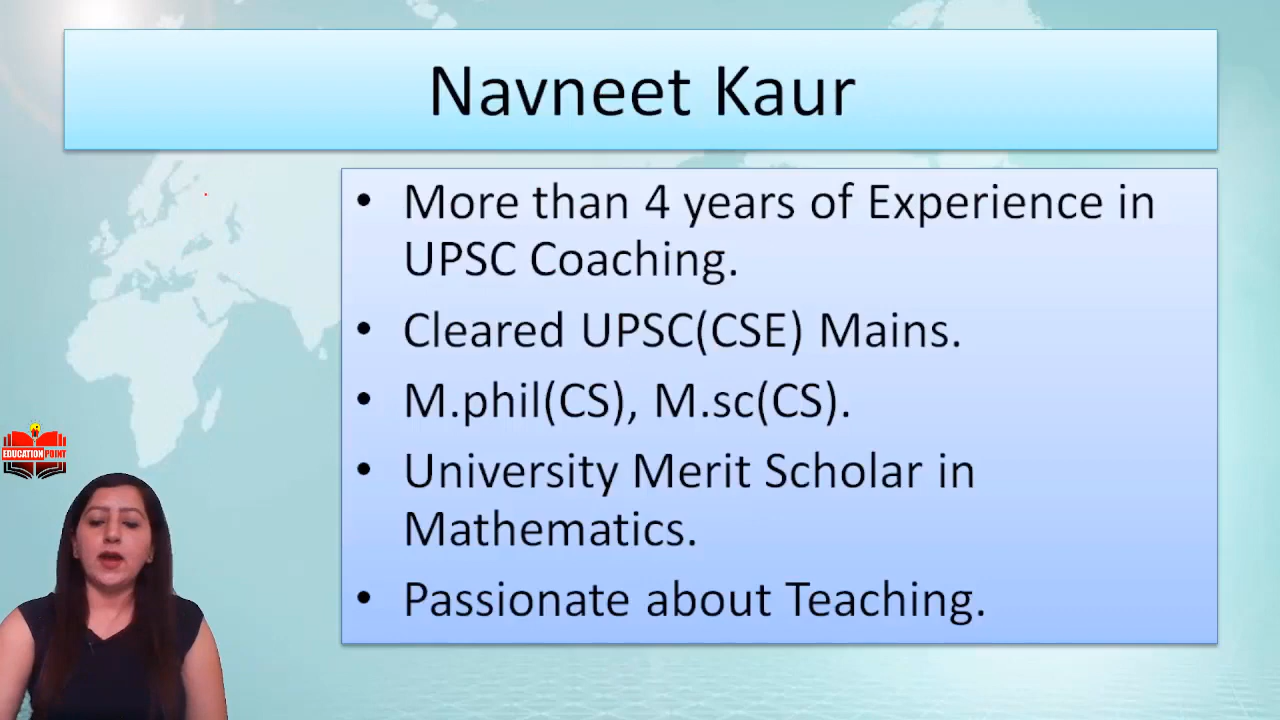 Navneet Kaur
• More than 4 years of Experience in
UPSC Coaching.
• Cleared UPSC(CSE) Mains.
• M.phil(CS), M.sc(CS).
• University Merit Scholar in
Mathematics.
• Passionate about Teaching.
EDUCATION POINT